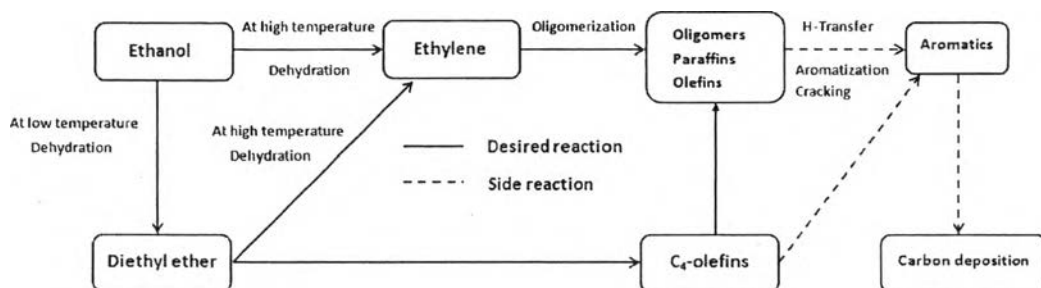 Ethanol
At high temperature
Dehydration
Ethylene
Oligomerization
Oligomers
Paraffins
Olefins
H-Transfer
Aromatization
Cracking
Aromatics
At low temperature
Dehydration
At high temperature
Dehydration
Desired reaction
Side reaction
Diethyl ether
C₄-olefins
Carbon deposition